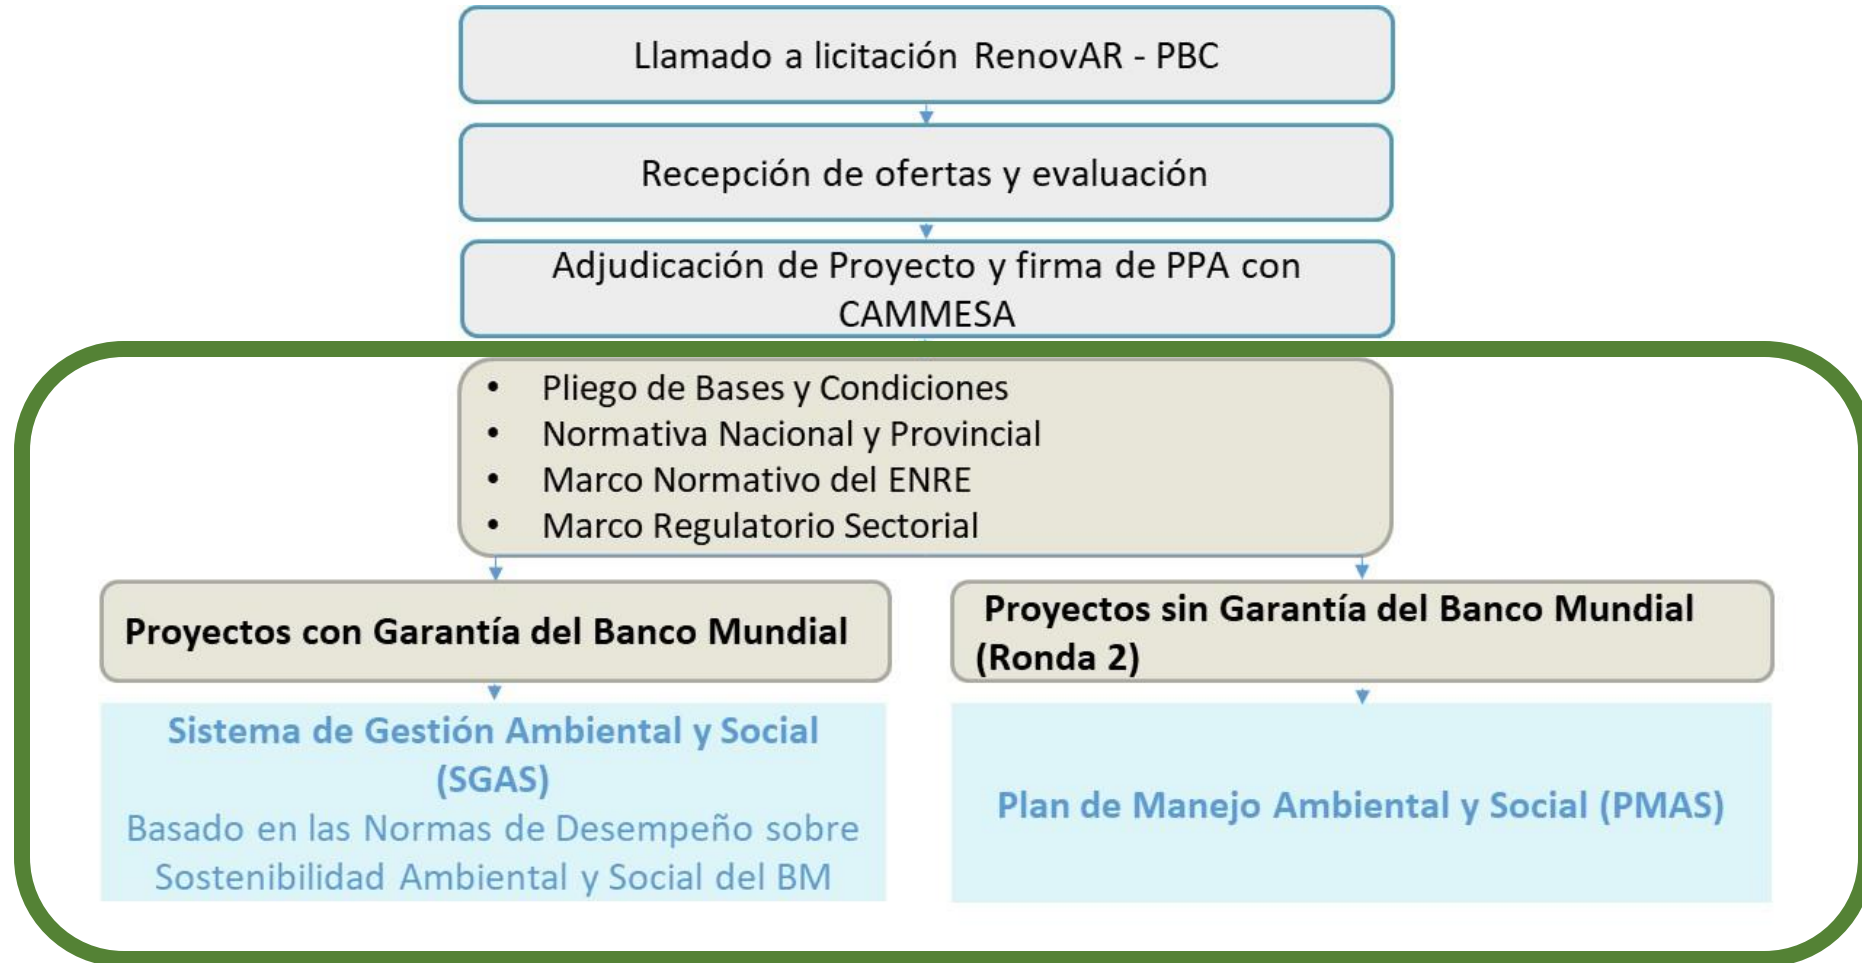 Llamado a licitación RenovAR - PBC
Recepción de ofertas y evaluación
Adjudicación de Proyecto y firma de PPA con
CAMMESA
• Pliego de Bases y Condiciones
• Normativa Nacional y Provincial
• Marco Normativo del ENRE
• Marco Regulatorio Sectorial
Proyectos con Garantía del Banco Mundial
Proyectos sin Garantía del Banco Mundial
(Ronda 2)
Sistema de Gestión Ambiental y Social
(SGAS)
Basado en las Normas de Desempeño sobre
Sostenibilidad Ambiental y Social del BM
Plan de Manejo Ambiental y Social (PMAS)